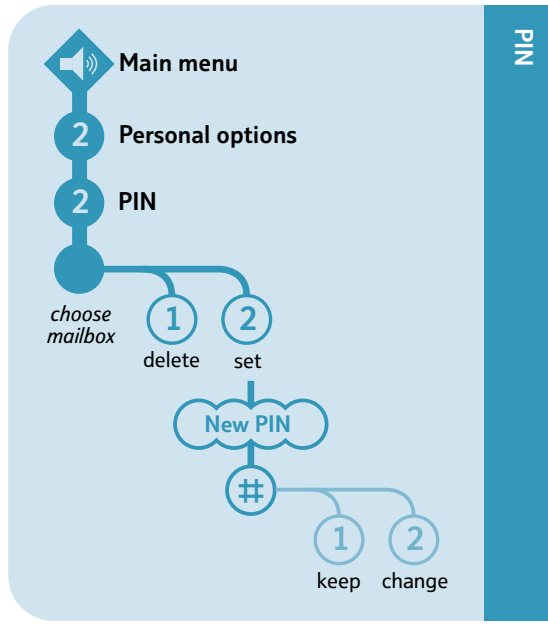 PIN
Main menu
2
Personal options
2
PIN
choose
mailbox
1
2
delete
set
New PIN
#
1
2
keep
change